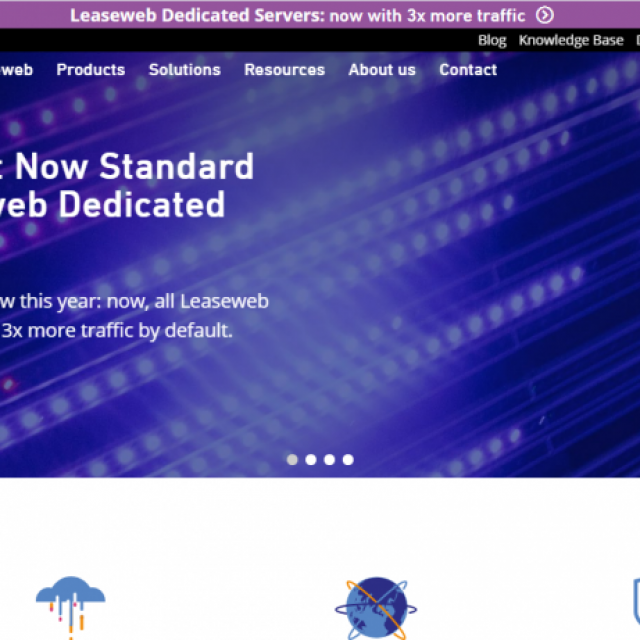 Leaseweb Dedicated Servers: now with 3x more traffic
Blog Knowledge Base
web Products Solutions Resources About us Contact
: Now Standard
eb Dedicated
w this year: now, all Leaseweb
3x more traffic by default.